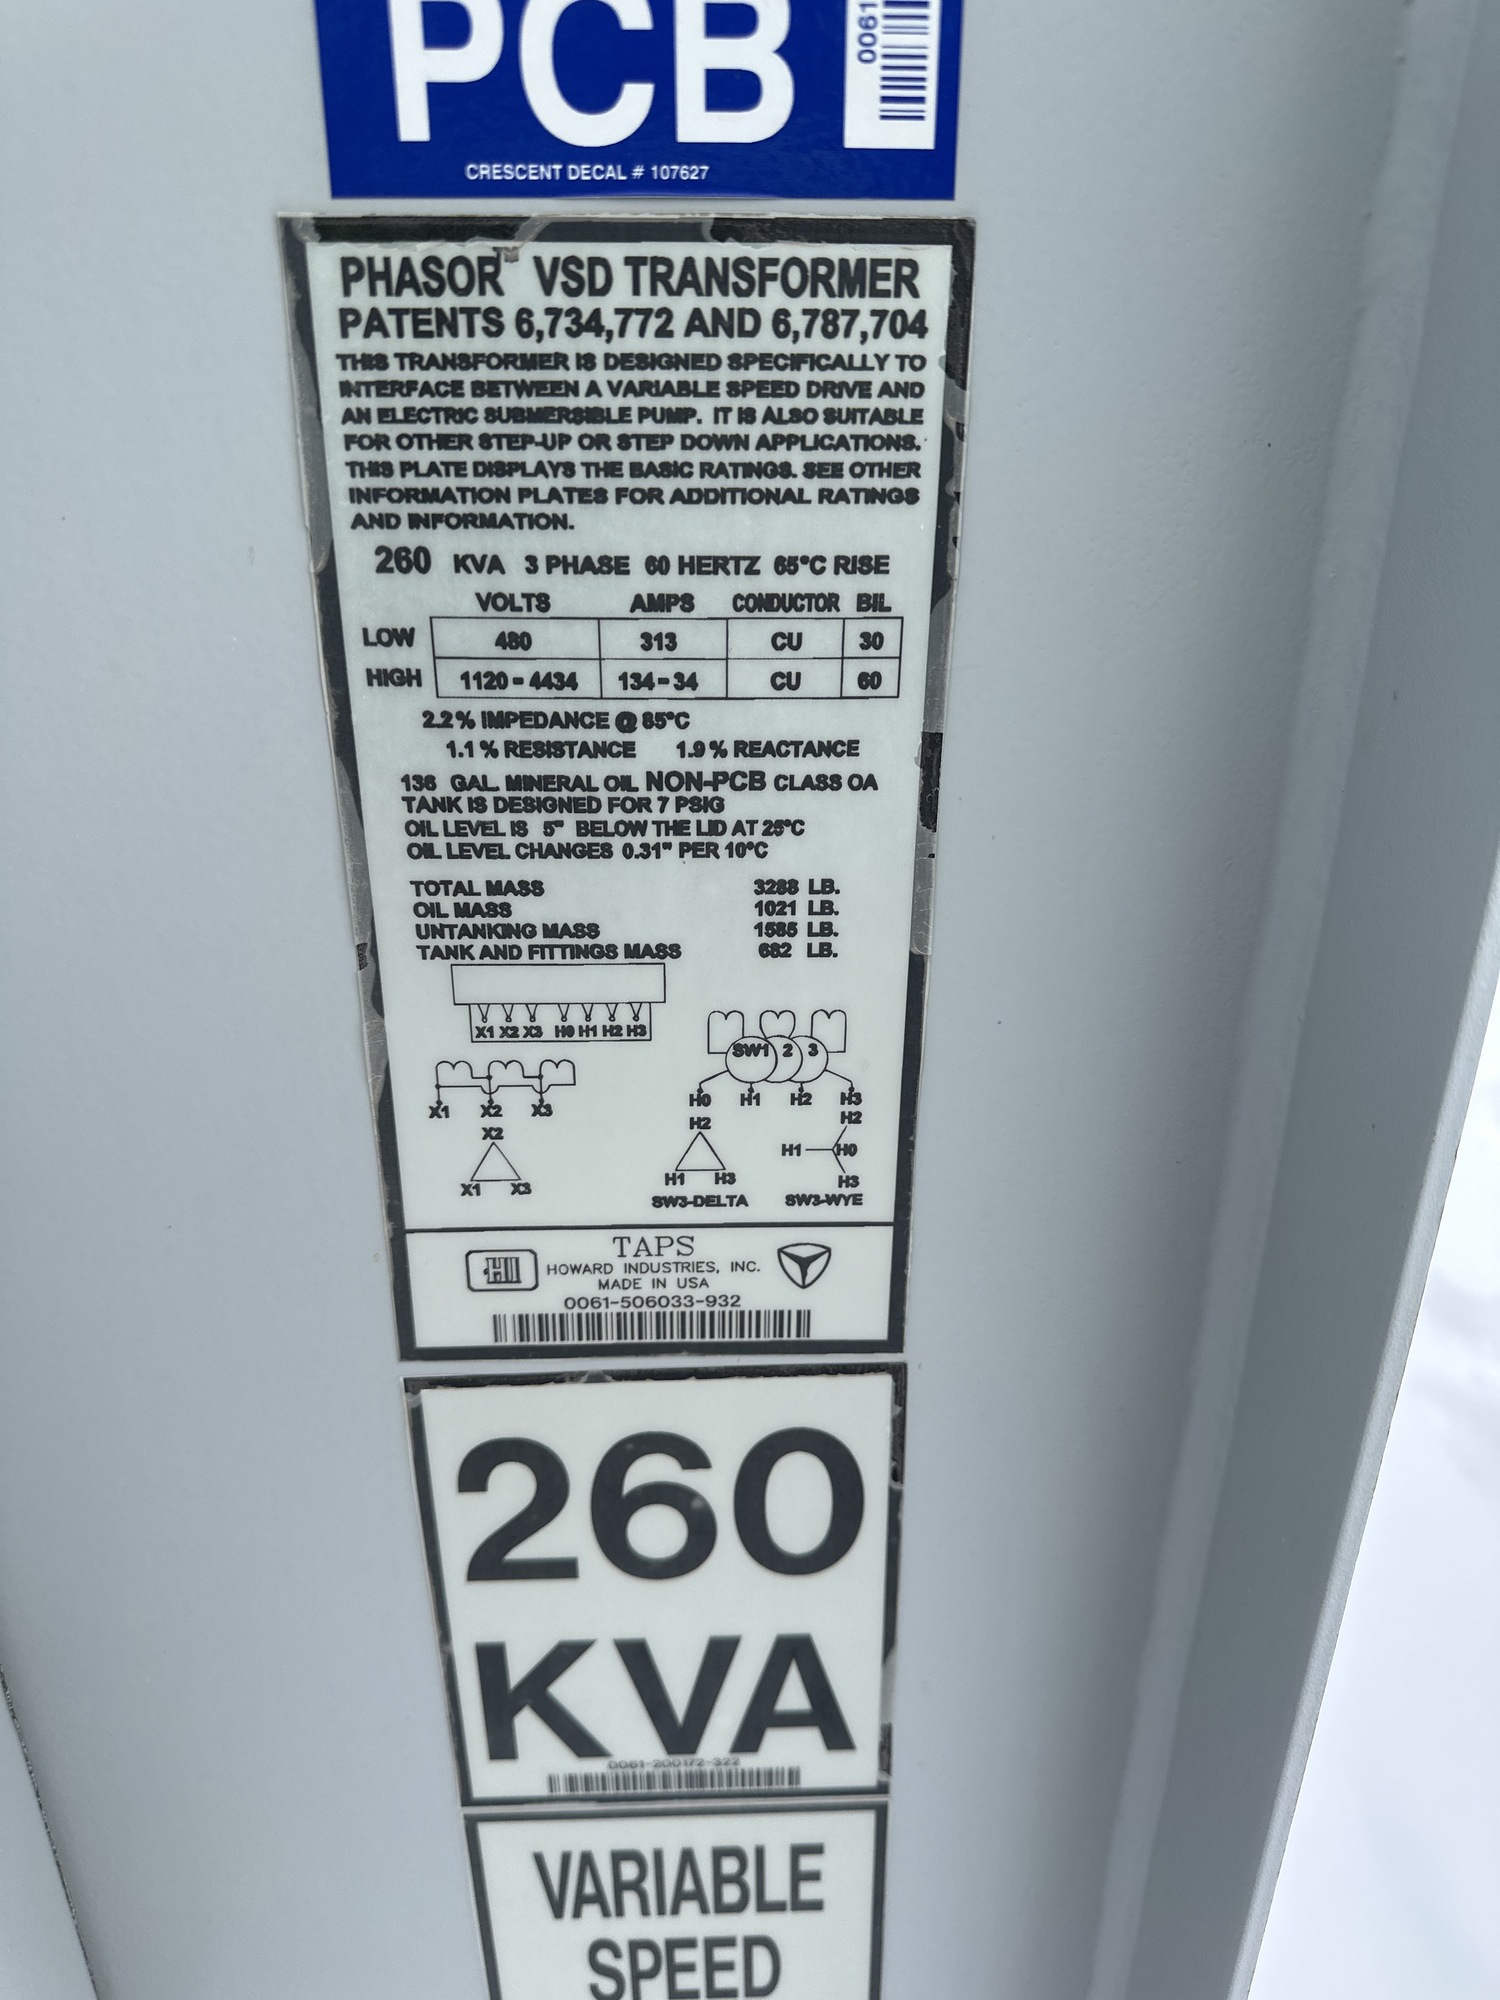 PCB
0061
CRESCENT DECAL # 107627
PHASOR VSD TRANSFORMER
PATENTS 6,734,772 AND 6,787,704
THIS TRANSFORMER IS DESIGNED SPECIFICALLY TO
INTERFACE BETWEEN A VARIABLE SPEED DRIVE AND
AN ELECTRIC SUBMERSIBLE PUMP. IT IS ALSO SUITABLE
FOR OTHER STEP-UP OR STEP DOWN APPLICATIONS.
THIS PLATE DISPLAYS THE BASIC RATINGS. SEE OTHER
INFORMATION PLATES FOR ADDITIONAL RATINGS
AND INFORMATION.
260 KVA 3 PHASE 60 HERTZ 65°C RISE
VOLTS AMPS CONDUCTOR BIL
LOW 480 313 CU 30
HIGH 1120 - 4434 134 - 34 CU 60
2.2 % IMPEDANCE @ 85°C
1.1 % RESISTANCE 1.9 % REACTANCE
136 GAL. MINERAL OIL NON-PCB CLASS OA
TANK IS DESIGNED FOR 7 PSIG
OIL LEVEL IS 5" BELOW THE LID AT 25°C
OIL LEVEL CHANGES 0.31" PER 10°C
TOTAL MASS 3288 LB.
OIL MASS 1021 LB.
UNTANKING MASS 1585 LB.
TANK AND FITTINGS MASS 682 LB.
X1 X2 X3 H0 H1 H2 H3
SW1 2 3
X1 X2 X3
H0 H1 H2 H3
X2
X1 X3
H2
H1 H3
SW3-DELTA
H2
H1 H0
H3
SW3-WYE
TAPS
HI HOWARD INDUSTRIES, INC.
MADE IN USA
0061-506033-932
260
KVA
0061-200172-322
VARIABLE
SPEED